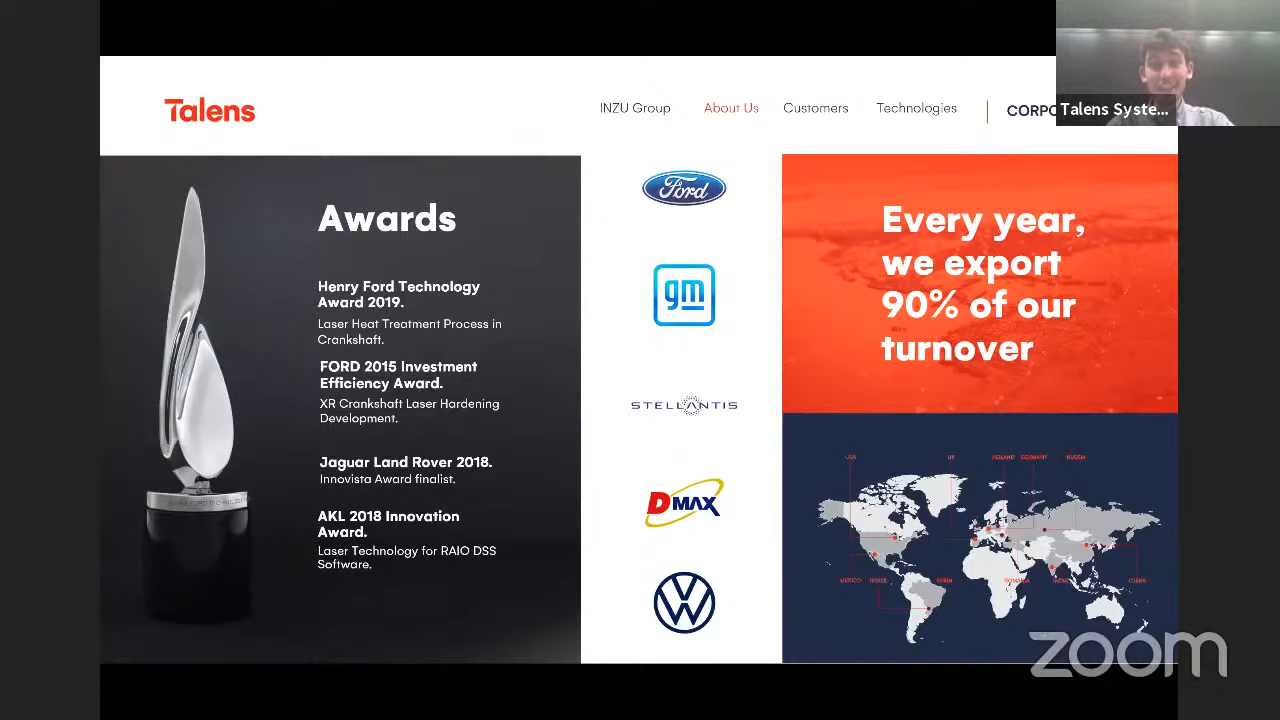 Talens
INZU Group
About Us
Customers
Technologies
Talens Syste...
Awards
Henry Ford Technology
Award 2019.
Laser Heat Treatment Process in
Crankshaft.
FORD 2015 Investment
Efficiency Award.
XR Crankshaft Laser Hardening
Development.
Jaguar Land Rover 2018.
Innovista Award finalist.
AKL 2018 Innovation
Award.
Laser Technology for RAIO DSS
Software.
Ford
gm
STELLANTIS
DMAX
VW
Every year,
we export
90% of our
turnover
USA
UK
HOLAND
GERMANY
RUSSIA
MEXICO
BRASIL
SPAIN
ROMANIA
INDIA
CHINA
zoom